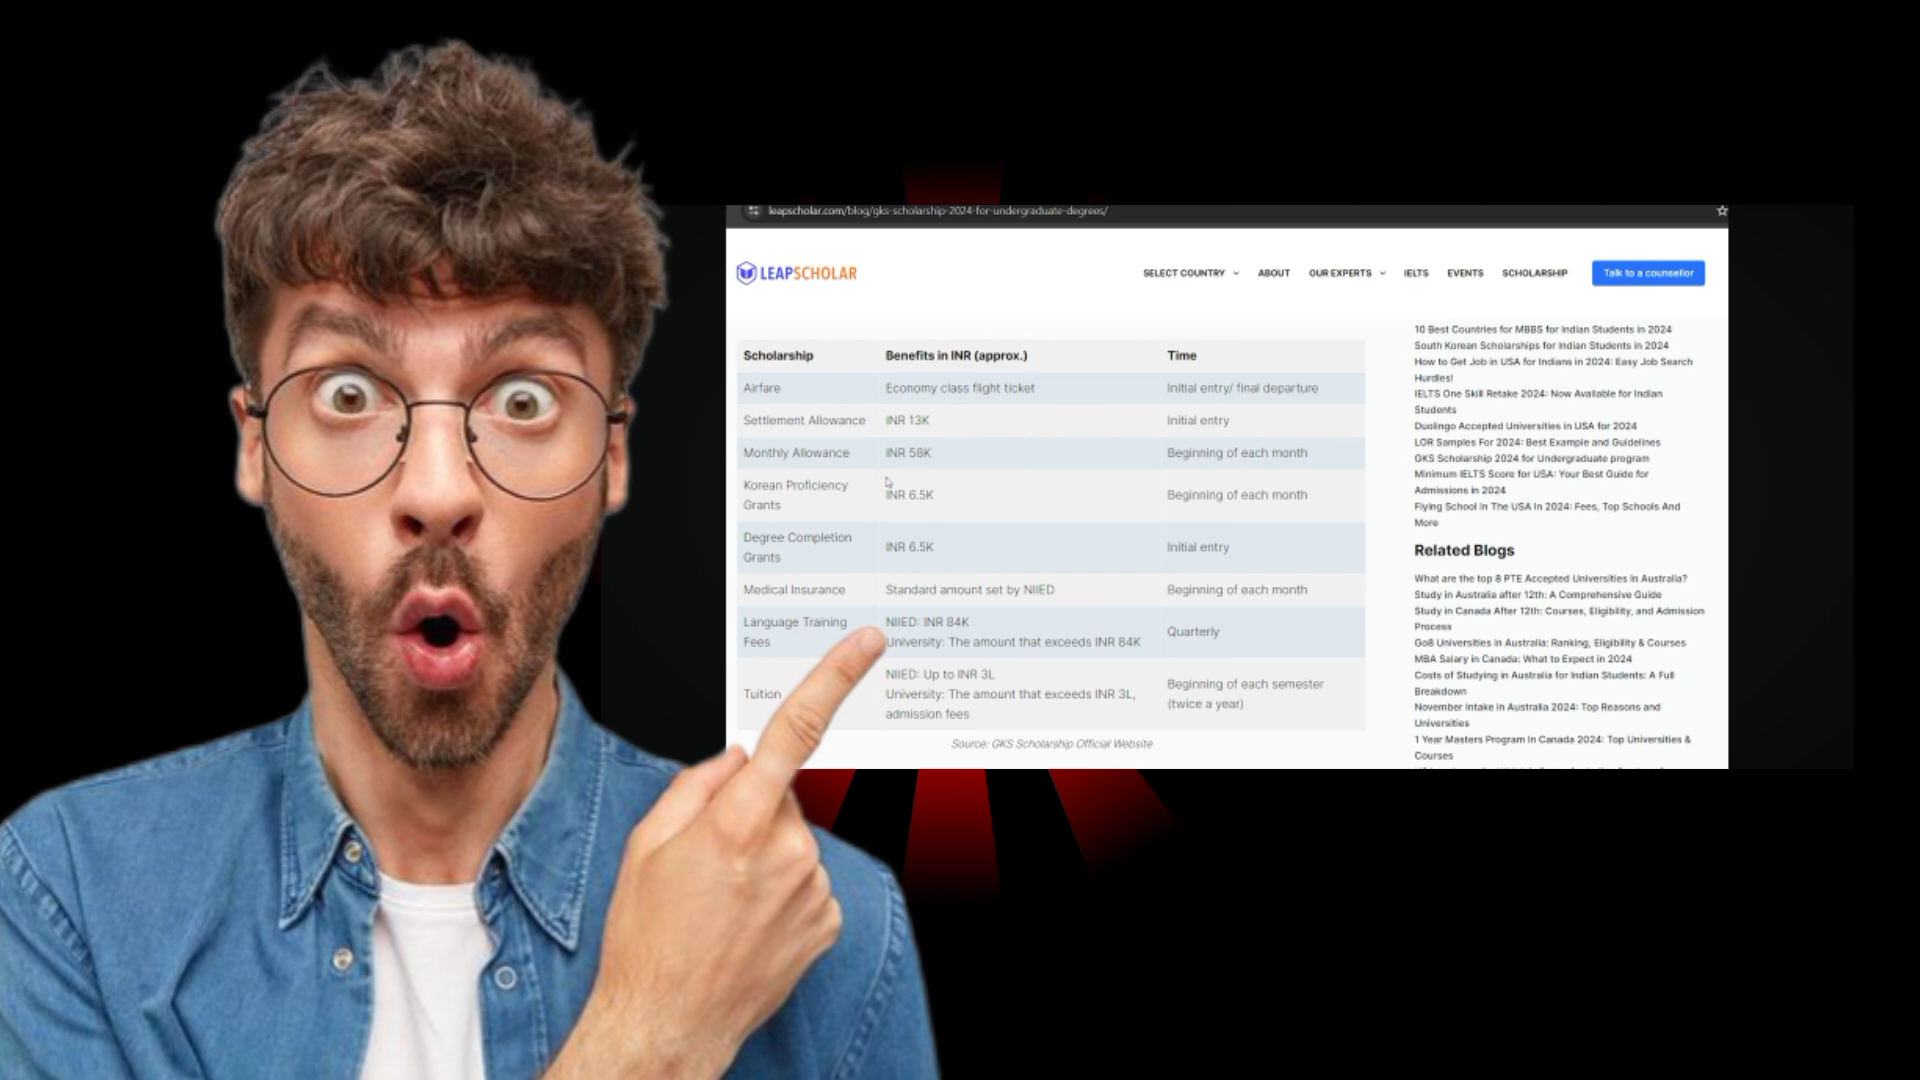 leapscholar.com/blog/gks-scholarship-2024-for-undergraduate-degrees/
LEAPSCHOLAR
SELECT COUNTRY ABOUT OUR EXPERTS IELTS EVENTS SCHOLARSHIP Talk to a counsellor
Scholarship Benefits in INR (approx.) Time
Airfare Economy class flight ticket Initial entry/ final departure
Settlement Allowance INR 13K Initial entry
Monthly Allowance INR 58K Beginning of each month
Korean Proficiency
Grants
INR 6.5K Beginning of each month
Degree Completion
Grants
INR 6.5K Initial entry
Medical Insurance Standard amount set by NIIED Beginning of each month
Language Training
Fees
NIIED: INR 84K
University: The amount that exceeds INR 84K
Quarterly
Tuition
NIIED: Up to INR 3L
University: The amount that exceeds INR 3L,
admission fees
Beginning of each semester
(twice a year)
Source: GKS Scholarship Official Website
10 Best Countries for MBBS for Indian Students in 2024
South Korean Scholarships for Indian Students in 2024
How to Get Job in USA for Indians in 2024: Easy Job Search
Hurdles!
IELTS One Skill Retake 2024: Now Available for Indian
Students
Duolingo Accepted Universities in USA for 2024
LOR Samples For 2024: Best Example and Guidelines
GKS Scholarship 2024 for Undergraduate program
Minimum IELTS Score for USA: Your Best Guide for
Admissions in 2024
Flying School In The USA In 2024: Fees, Top Schools And
More
Related Blogs
What are the top 8 PTE Accepted Universities in Australia?
Study in Australia after 12th: A Comprehensive Guide
Study in Canada After 12th: Courses, Eligibility, and Admission
Process
Go8 Universities in Australia: Ranking, Eligibility & Courses
MBA Salary in Canada: What to Expect in 2024
Costs of Studying in Australia for Indian Students: A Full
Breakdown
November Intake in Australia 2024: Top Reasons and
Universities
1 Year Masters Program In Canada 2024: Top Universities &
Courses